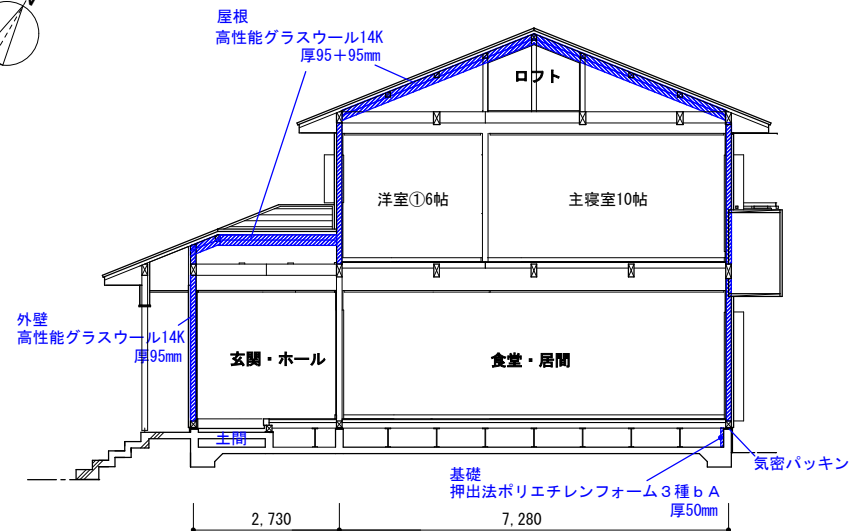 屋根
高性能グラスウール14K
厚95＋95mm
ロフト
洋室①6帖
主寝室10帖
外壁
高性能グラスウール14K
厚95mm
玄関・ホール
食堂・居間
土間
気密パッキン
基礎
押出法ポリエチレンフォーム３種ｂＡ
厚50mm
2,730
7,280